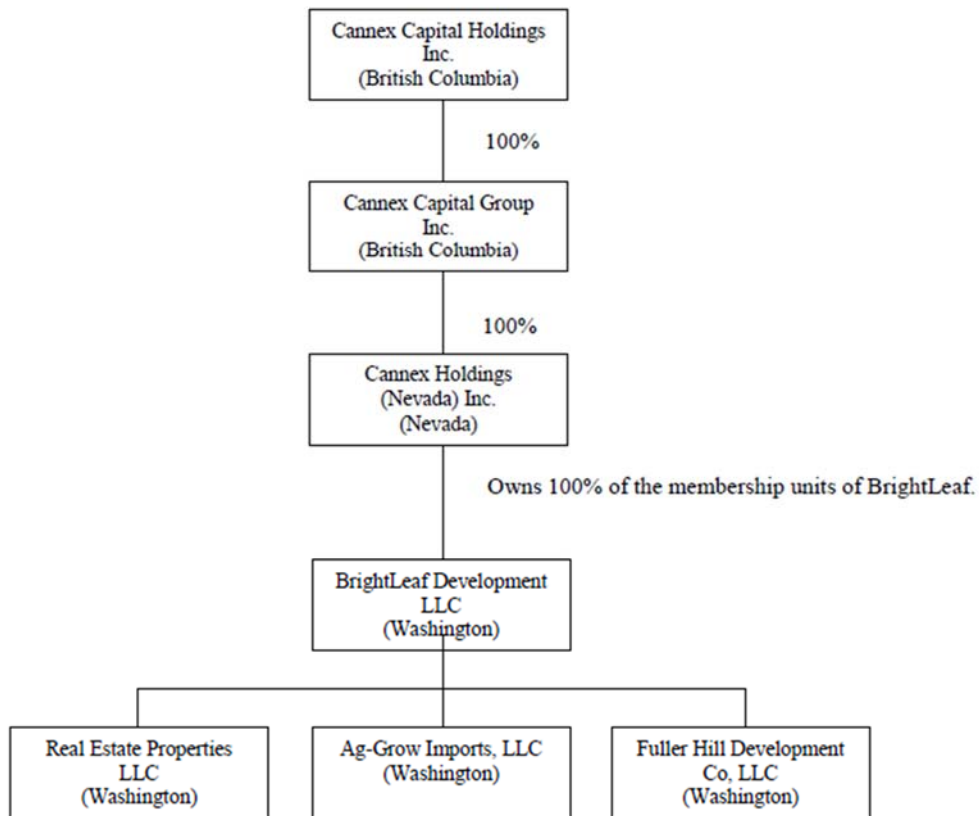 Cannex Capital Holdings
Inc.
(British Columbia)
100%
Cannex Capital Group
Inc.
(British Columbia)
100%
Cannex Holdings
(Nevada) Inc.
(Nevada)
Owns 100% of the membership units of BrightLeaf.
BrightLeaf Development
LLC
(Washington)
Real Estate Properties
LLC
(Washington)
Ag-Grow Imports, LLC
(Washington)
Fuller Hill Development
Co, LLC
(Washington)